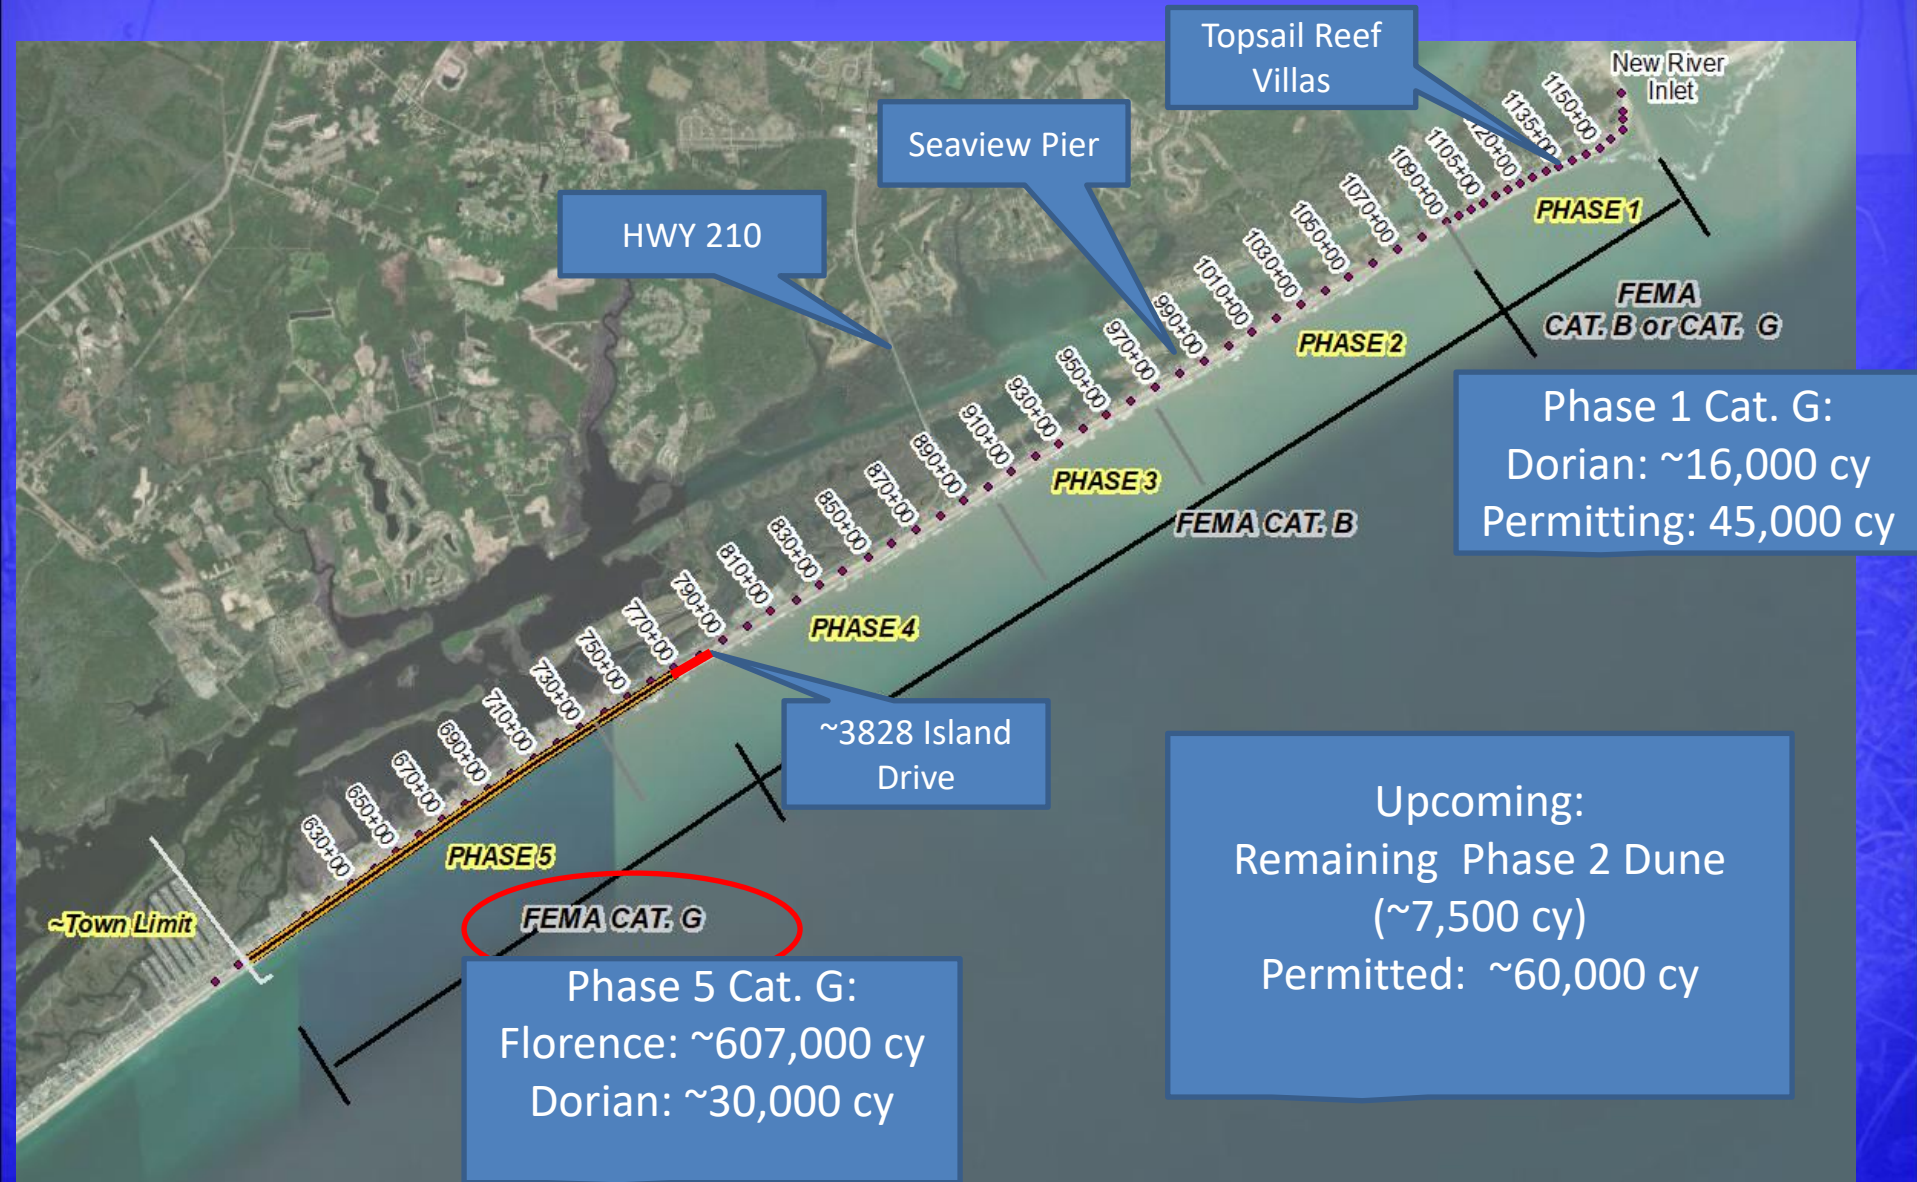 Topsail Reef
Villas
New River
Inlet
Seaview Pier
HWY 210
1150+00
1135+00
1105+00
1090+00
1070+00
1050+00
1030+00
1010+00
990+00
970+00
950+00
930+00
910+00
890+00
870+00
850+00
830+00
810+00
790+00
770+00
750+00
730+00
710+00
690+00
670+00
650+00
630+00
PHASE 1
FEMA
CAT. B or CAT. G
PHASE 2
Phase 1 Cat. G:
Dorian: ~16,000 cy
Permitting: 45,000 cy
PHASE 3
FEMA CAT. B
PHASE 4
~3828 Island
Drive
PHASE 5
~Town Limit
FEMA CAT. G
Phase 5 Cat. G:
Florence: ~607,000 cy
Dorian: ~30,000 cy
Upcoming:
Remaining Phase 2 Dune
(~7,500 cy)
Permitted: ~60,000 cy